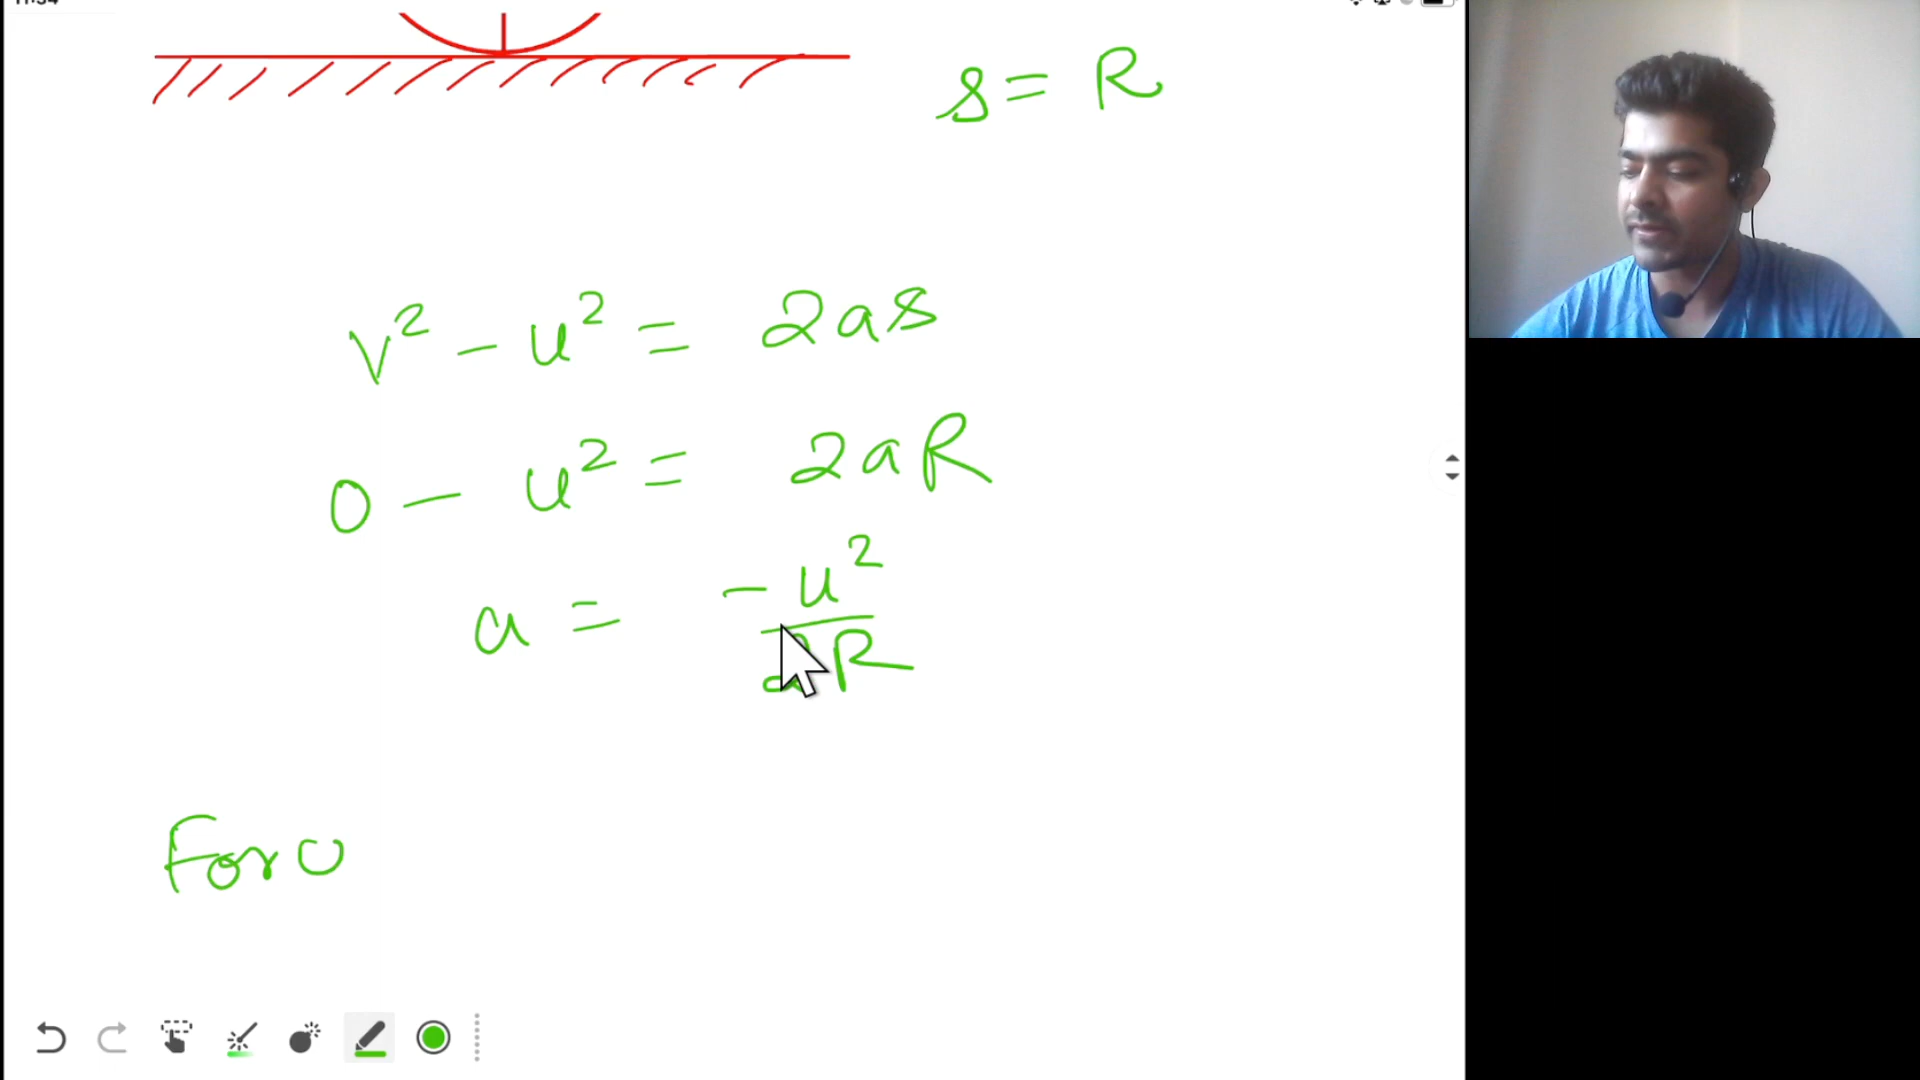 s = R
v² - u² = 2as
0 - u² = 2aR
a = -u²/2R
Forc